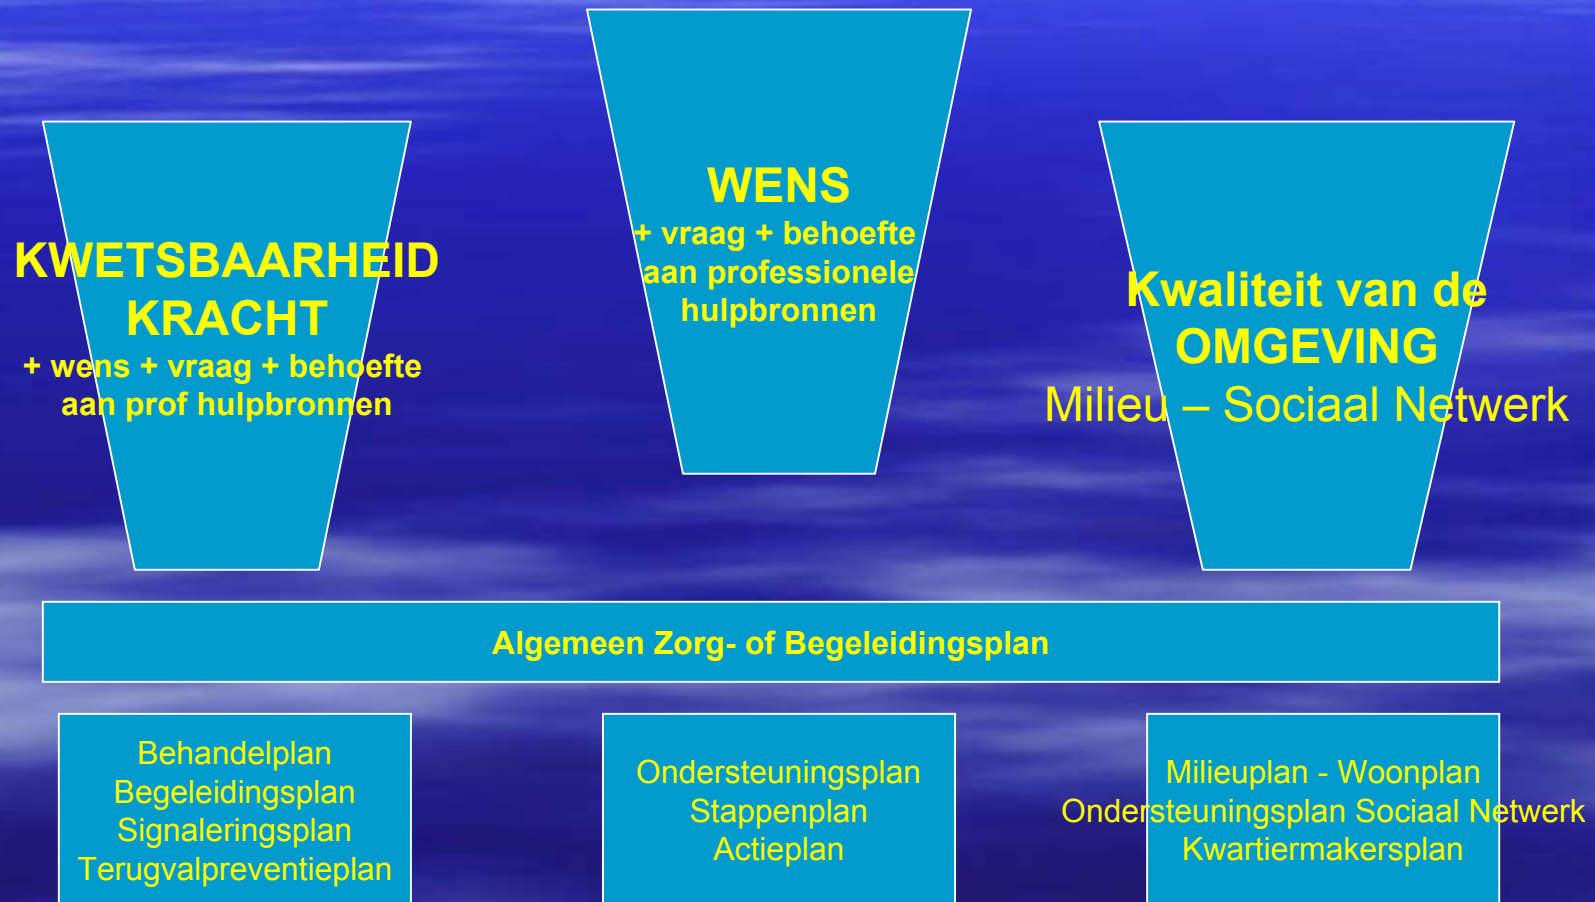 KWETSBAARHEID
KRACHT
+ wens + vraag + behoefte
aan prof hulpbronnen
WENS
+ vraag + behoefte
aan professionele
hulpbronnen
Kwaliteit van de
OMGEVING
Milieu – Sociaal Netwerk
Algemeen Zorg- of Begeleidingsplan
Behandelplan
Begeleidingsplan
Signaleringsplan
Terugvalpreventieplan
Ondersteuningsplan
Stappenplan
Actieplan
Milieuplan - Woonplan
Ondersteuningsplan Sociaal Netwerk
Kwartiermakersplan